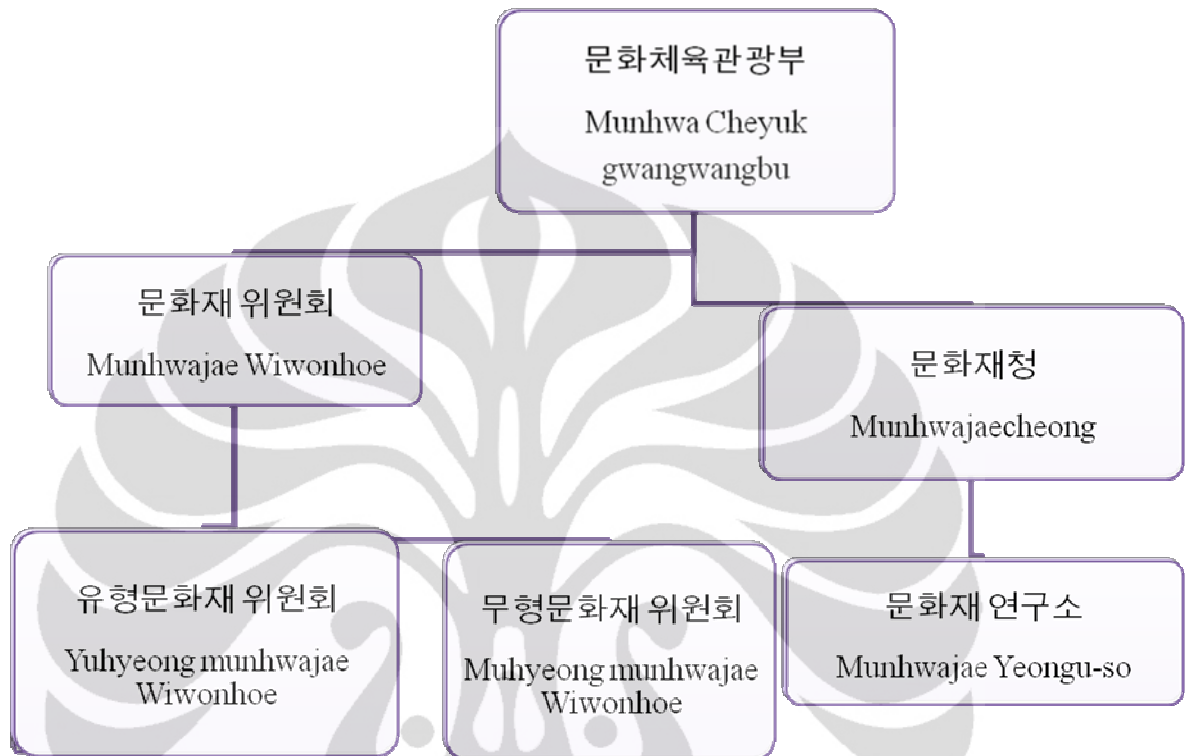 문화체육관광부
Munhwa Cheyuk
gwangwangbu
문화재 위원회
Munhwajae Wiwonhoe
문화재청
Munhwajaecheong
유형문화재 위원회
Yuhyeong munhwajae
Wiwonhoe
무형문화재 위원회
Muhyeong munhwajae
Wiwonhoe
문화재 연구소
Munhwajae Yeongu-so